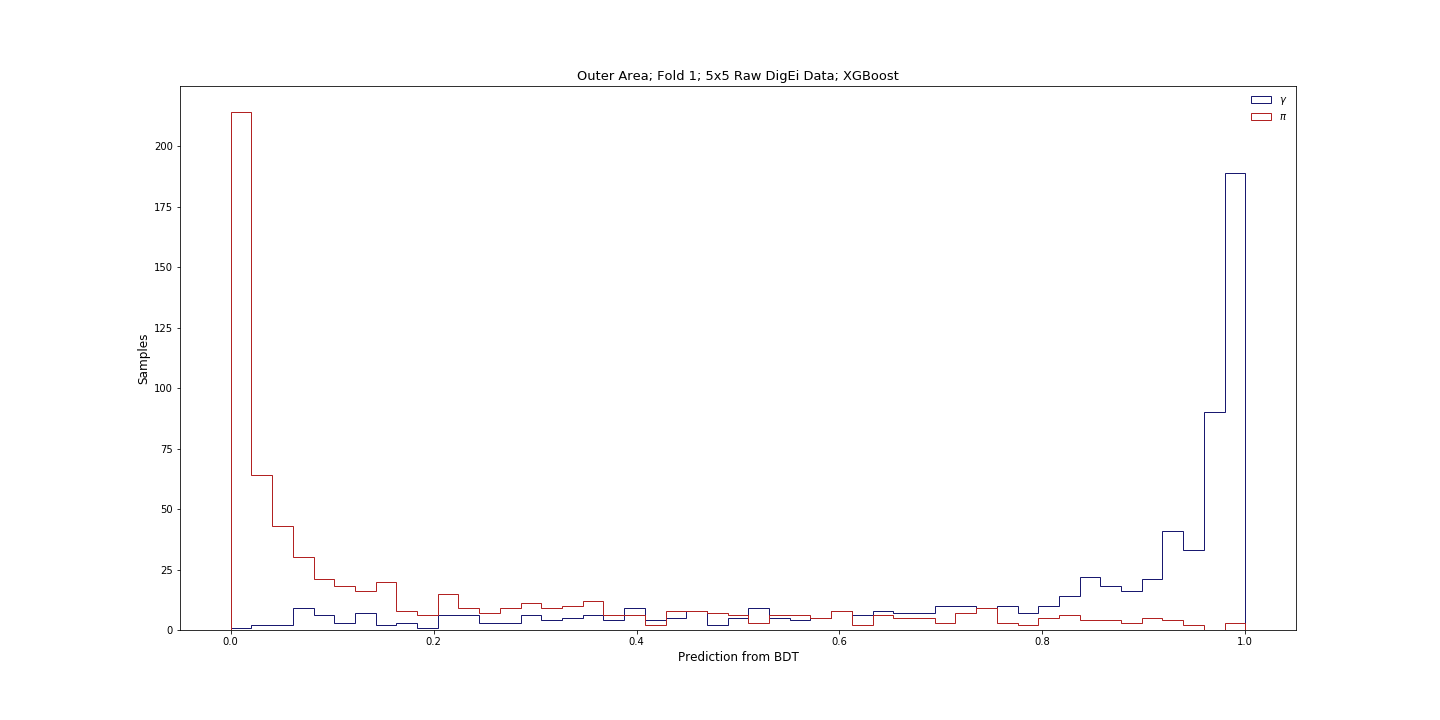 Outer Area; Fold 1; 5x5 Raw DigEi Data; XGBoost
γ
π
200
175
150
125
100
75
50
25
0
Samples
0.0 0.2 0.4 0.6 0.8 1.0
Prediction from BDT